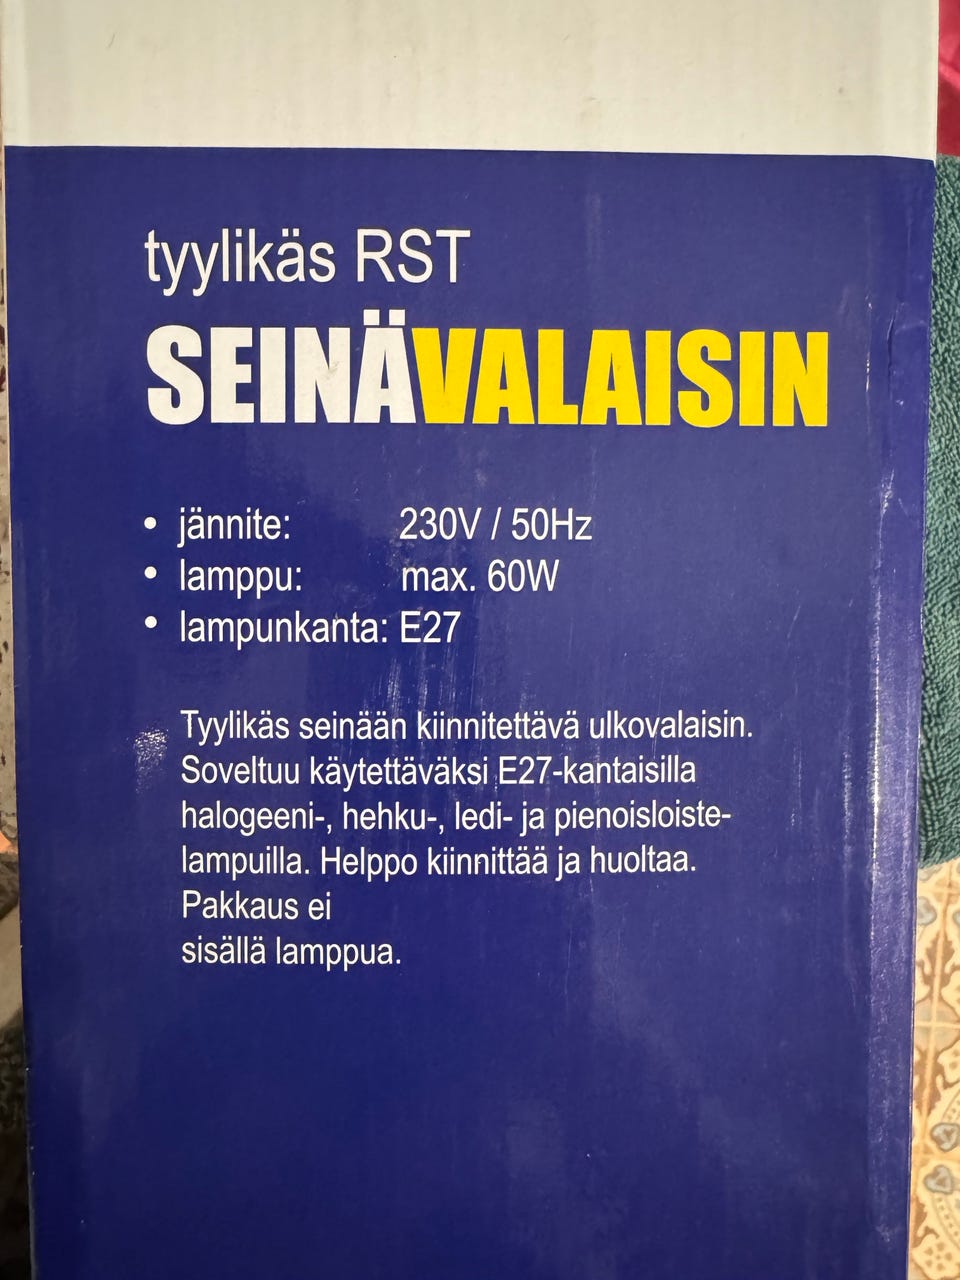 tyylikäs RST
SEINÄVALAISIN
• jännite: 230V / 50Hz
• lamppu: max. 60W
• lampunkanta: E27
Tyylikäs seinään kiinnitettävä ulkovalaisin.
Soveltuu käytettäväksi E27-kantaisilla
halogeeni-, hehku-, ledi- ja pienoisloiste-
lampuilla. Helppo kiinnittää ja huoltaa.
Pakkaus ei
sisällä lamppua.